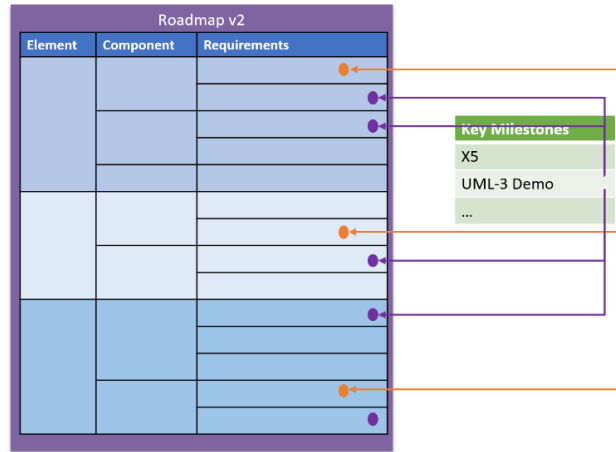 Roadmap v2
Element Component Requirements
Key Milestones
X5
UML-3 Demo
...